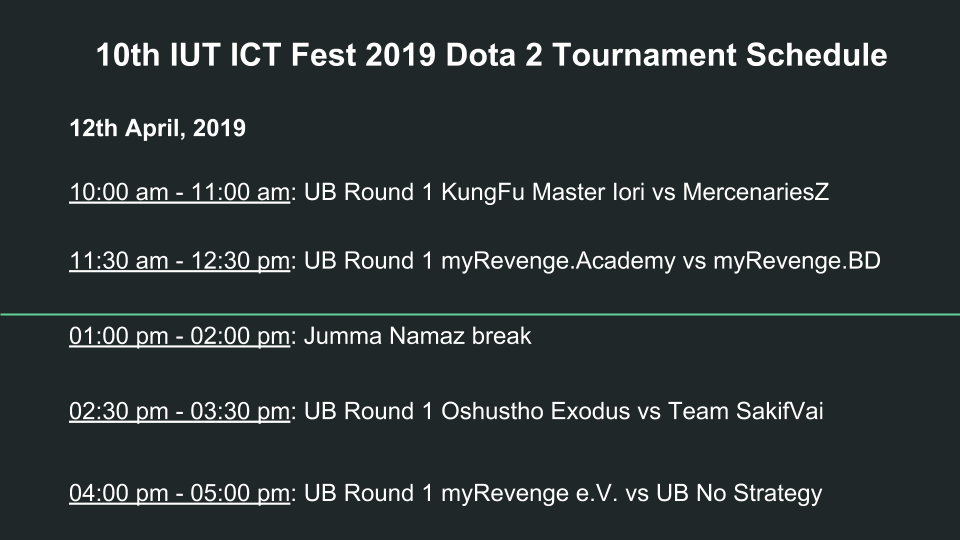 10th IUT ICT Fest 2019 Dota 2 Tournament Schedule
12th April, 2019
10:00 am - 11:00 am: UB Round 1 KungFu Master Iori vs MercenariesZ
11:30 am - 12:30 pm: UB Round 1 myRevenge.Academy vs myRevenge.BD
01:00 pm - 02:00 pm: Jumma Namaz break
02:30 pm - 03:30 pm: UB Round 1 Oshustho Exodus vs Team SakifVai
04:00 pm - 05:00 pm: UB Round 1 myRevenge e.V. vs UB No Strategy